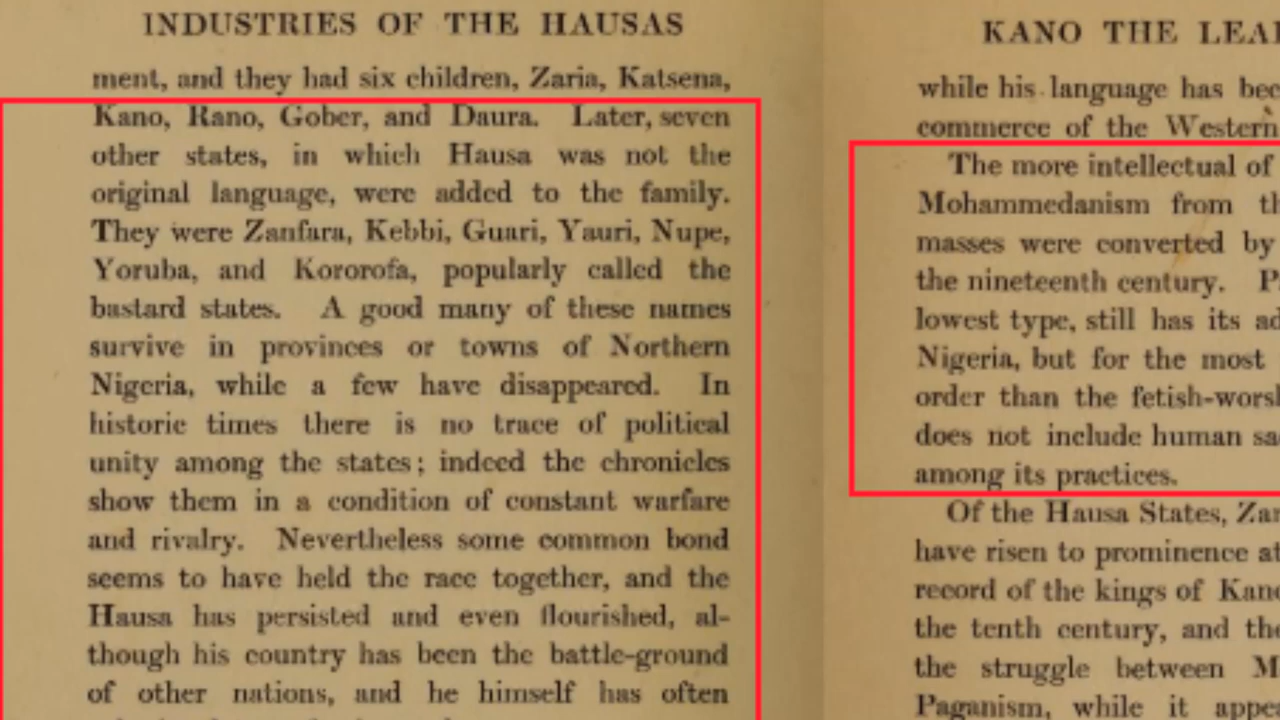 INDUSTRIES OF THE HAUSAS
ment, and they had six children, Zaria, Katsena,
Kano, Rano, Gober, and Daura. Later, seven
other states, in which Hausa was not the
original language, were added to the family.
They were Zanfara, Kebbi, Guari, Yauri, Nupe,
Yoruba, and Kororofa, popularly called the
bastard states. A good many of these names
survive in provinces or towns of Northern
Nigeria, while a few have disappeared. In
historic times there is no trace of political
unity among the states; indeed the chronicles
show them in a condition of constant warfare
and rivalry. Nevertheless some common bond
seems to have held the race together, and the
Hausa has persisted and even flourished, al-
though his country has been the battle-ground
of other nations, and he himself has often
KANO THE
while his language has
commerce of the Western
The more intellectual of
Mohammedanism from
masses were converted by
the nineteenth century.
lowest type, still has its
Nigeria, but for the most
order than the
does not include human
among its practices.
Of the Hausa States,
have risen to prominence
record of the kings of
the tenth century, and
the struggle between
Paganism, while it